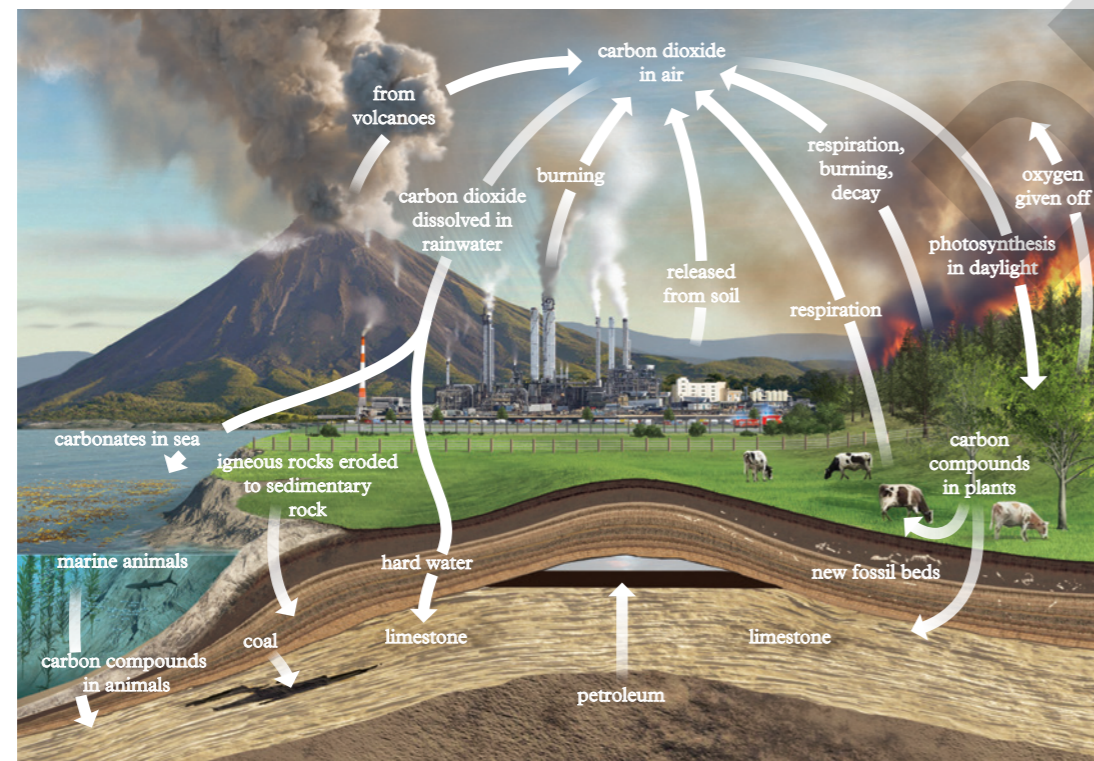 carbon dioxide
in air
from
volcanoes
respiration,
burning,
decay
oxygen
given off
burning
carbon dioxide
dissolved in
rainwater
photosynthesis
in daylight
released
from soil
respiration
carbonates in sea
igneous rocks eroded
to sedimentary
rock
carbon
compounds
in plants
marine animals
hard water
new fossil beds
coal
limestone
limestone
carbon compounds
in animals
petroleum